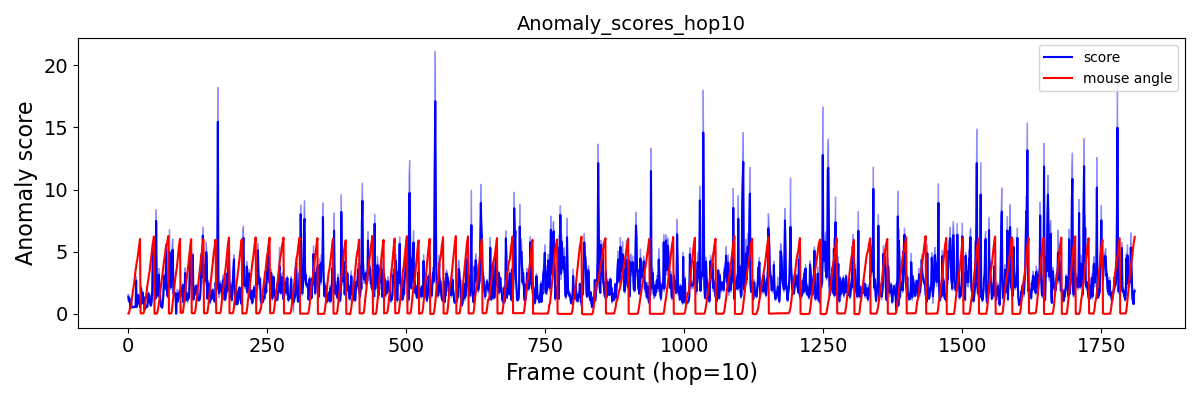 Anomaly_scores_hop10
score
mouse angle
Anomaly score
20
15
10
5
0
0 250 500 750 1000 1250 1500 1750
Frame count (hop=10)